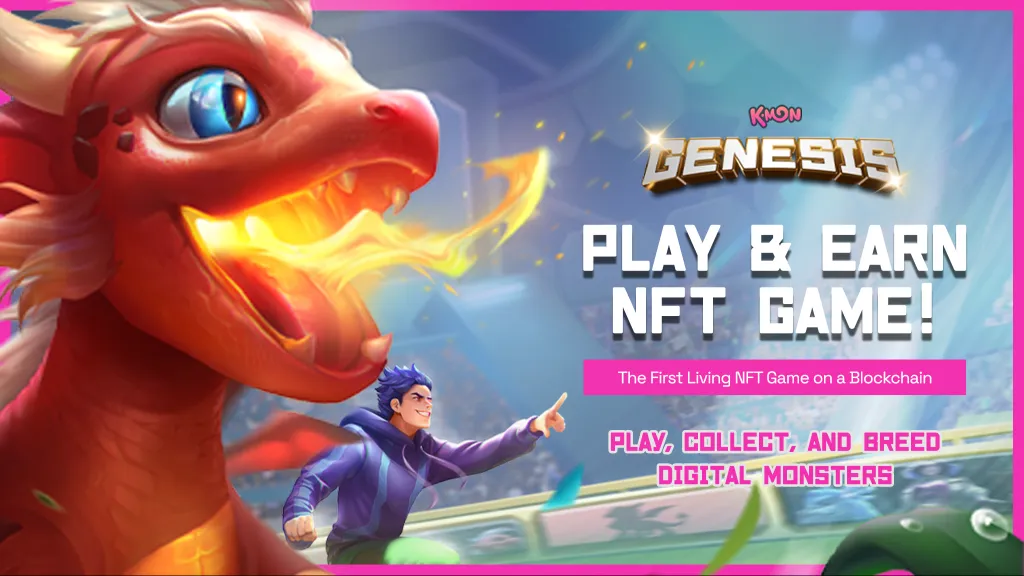 KMON
GENESIS
PLAY & EARN
NFT GAME!
The First Living NFT Game on a Blockchain
PLAY, COLLECT, AND BREED
DIGITAL MONSTERS